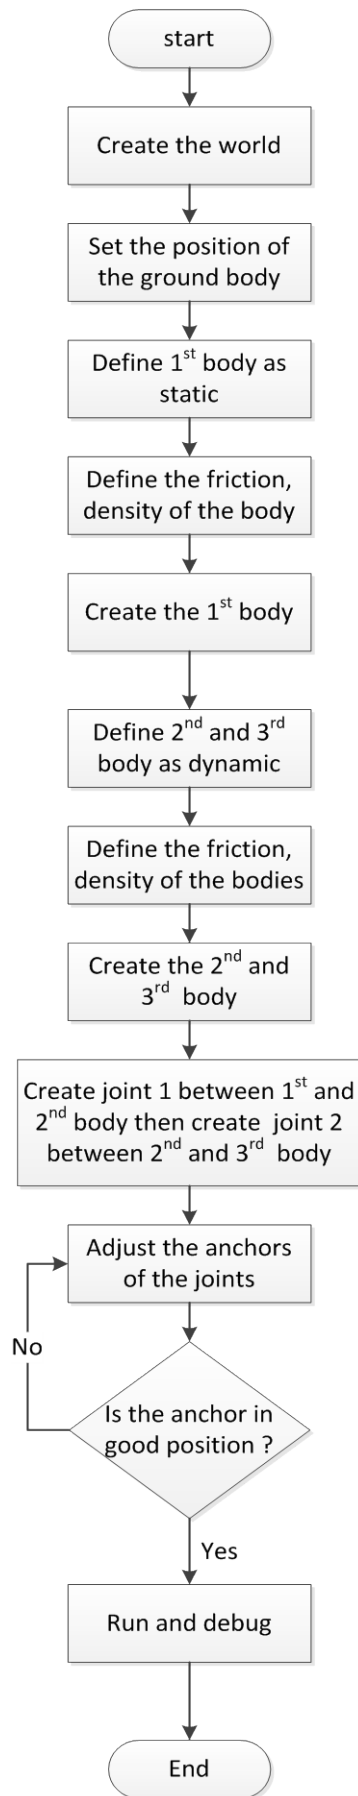 start
Create the world
Set the position of
the ground body
Define 1st body as
static
Define the friction,
density of the body
Create the 1st body
Define 2nd and 3rd
body as dynamic
Define the friction,
density of the bodies
Create the 2nd and
3rd body
Create joint 1 between 1st and
2nd body then create joint 2
between 2nd and 3rd body
Adjust the anchors
of the joints
No
Is the anchor in
good position ?
Yes
Run and debug
End